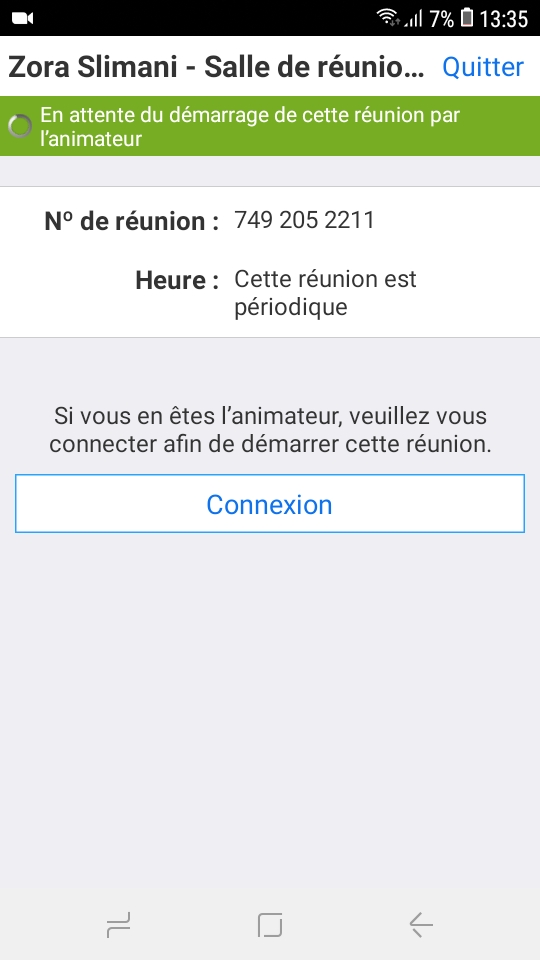 7% 13:35
Zora Slimani - Salle de réunio... Quitter
En attente du démarrage de cette réunion par
l’animateur
Nº de réunion : 749 205 2211
Heure : Cette réunion est
périodique
Si vous en êtes l’animateur, veuillez vous
connecter afin de démarrer cette réunion.
Connexion